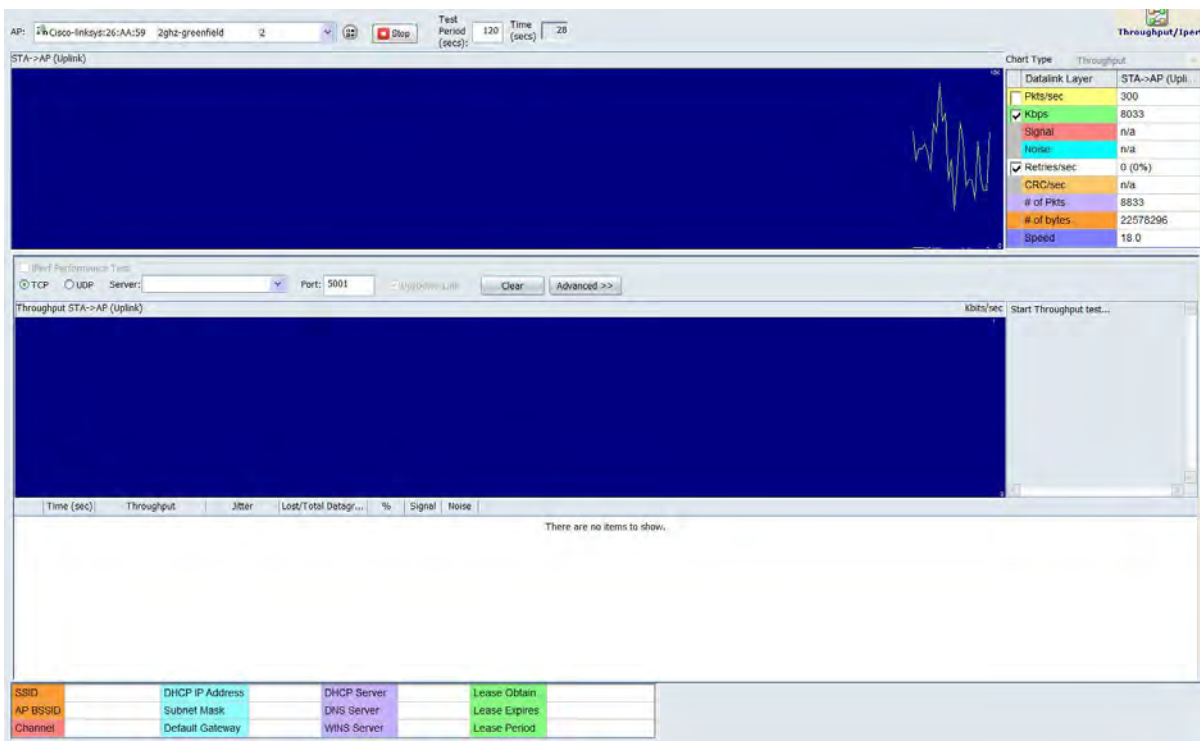 AP: Cisco-linksys:26:AA:59 2ghz-greenfield 2 Stop Test Period (secs): 120 Time (secs) 28
Throughput/Iper
STA->AP (Uplink)
Chart Type Throughput
Datalink Layer STA->AP (Upli...
Pkts/sec 300
Kbps 8033
Signal n/a
Noise n/a
Retries/sec 0 (0%)
CRC/sec n/a
# of Pkts 8833
# of bytes 22578296
Speed 18.0
0
IPerf Performance Test
TCP UDP Server: Port: 5001 Clear Advanced >>
Throughput STA->AP (Uplink) Kbits/sec Start Throughput test...
Time (sec) Throughput Jitter Lost/Total Datagr... % Signal Noise
There are no items to show.
SSID DHCP IP Address DHCP Server Lease Obtain
AP BSSID Subnet Mask DNS Server Lease Expires
Channel Default Gateway WINS Server Lease Period